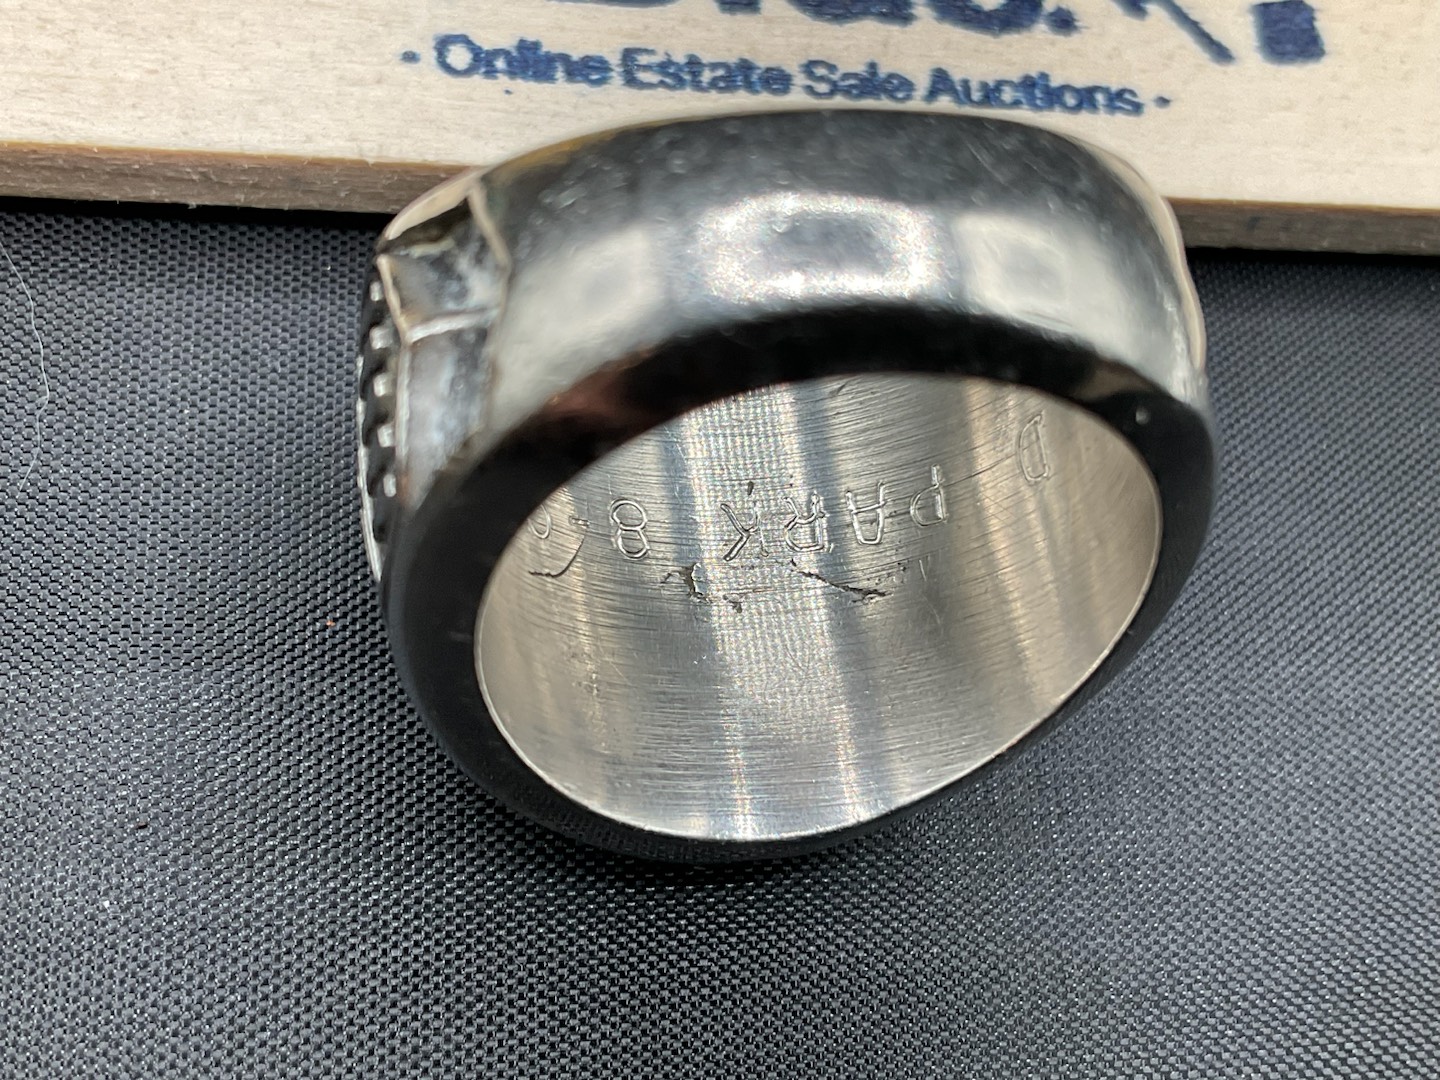 · Online Estate Sale Auctions ·
D PARK 8